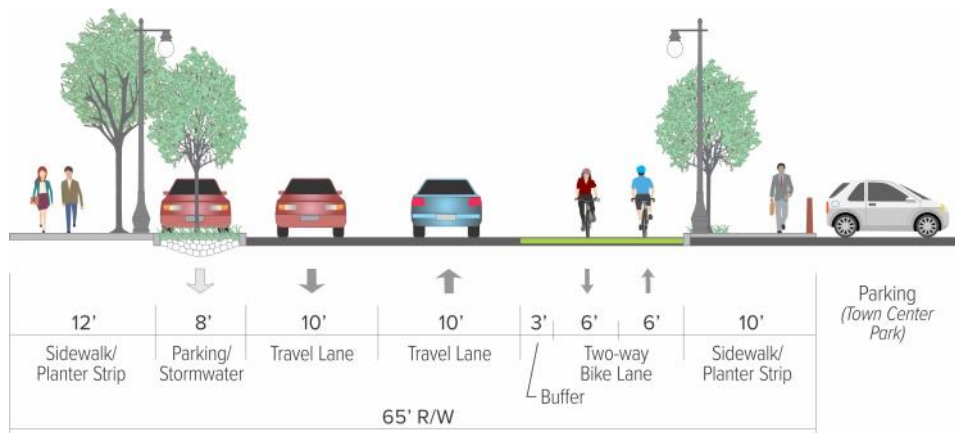 12’
8’
10’
10’
3’
6’
6’
10’
Sidewalk/
Planter Strip
Parking/
Stormwater
Travel Lane
Travel Lane
Buffer
Two-way
Bike Lane
Sidewalk/
Planter Strip
Parking
(Town Center
Park)
65’ R/W